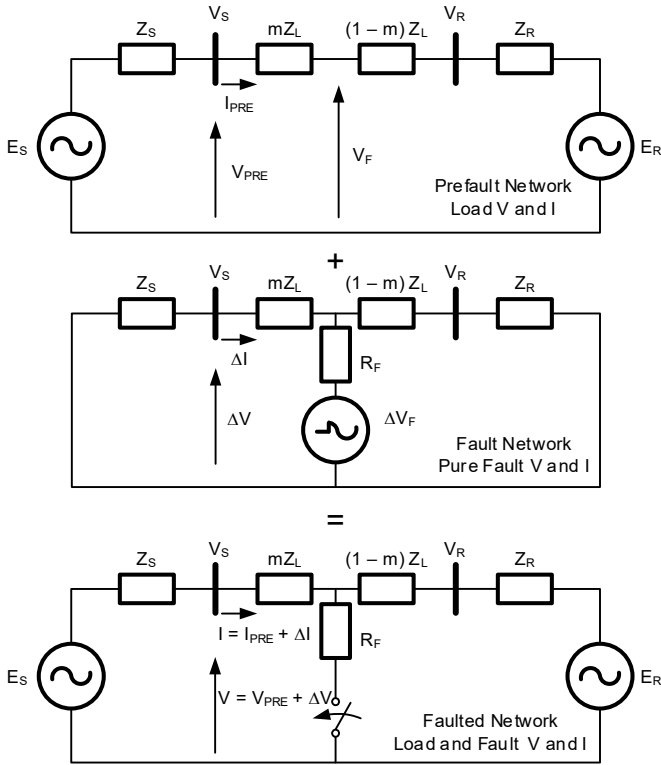 V_S V_R
Z_S mZ_L (1 – m) Z_L Z_R
I_PRE
E_S E_R
V_PRE V_F
Prefault Network
Load V and I
+
V_S V_R
Z_S mZ_L (1 – m) Z_L Z_R
ΔI
R_F
ΔV ΔV_F
Fault Network
Pure Fault V and I
=
V_S V_R
Z_S mZ_L (1 – m) Z_L Z_R
I = I_PRE + ΔI
R_F
E_S E_R
V = V_PRE + ΔV
Faulted Network
Load and Fault V and I